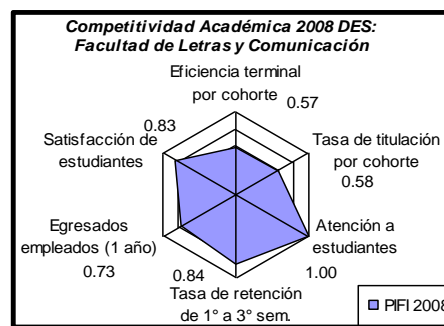 Competitividad Académica 2008 DES:
Facultad de Letras y Comunicación
Eficiencia terminal
por cohorte
0.57
Tasa de titulación
por cohorte
0.58
Atención a
estudiantes
1.00
Tasa de retención
de 1° a 3° sem.
0.84
Egresados
empleados (1 año)
0.73
Satisfacción de
estudiantes
0.83
PIFI 2008